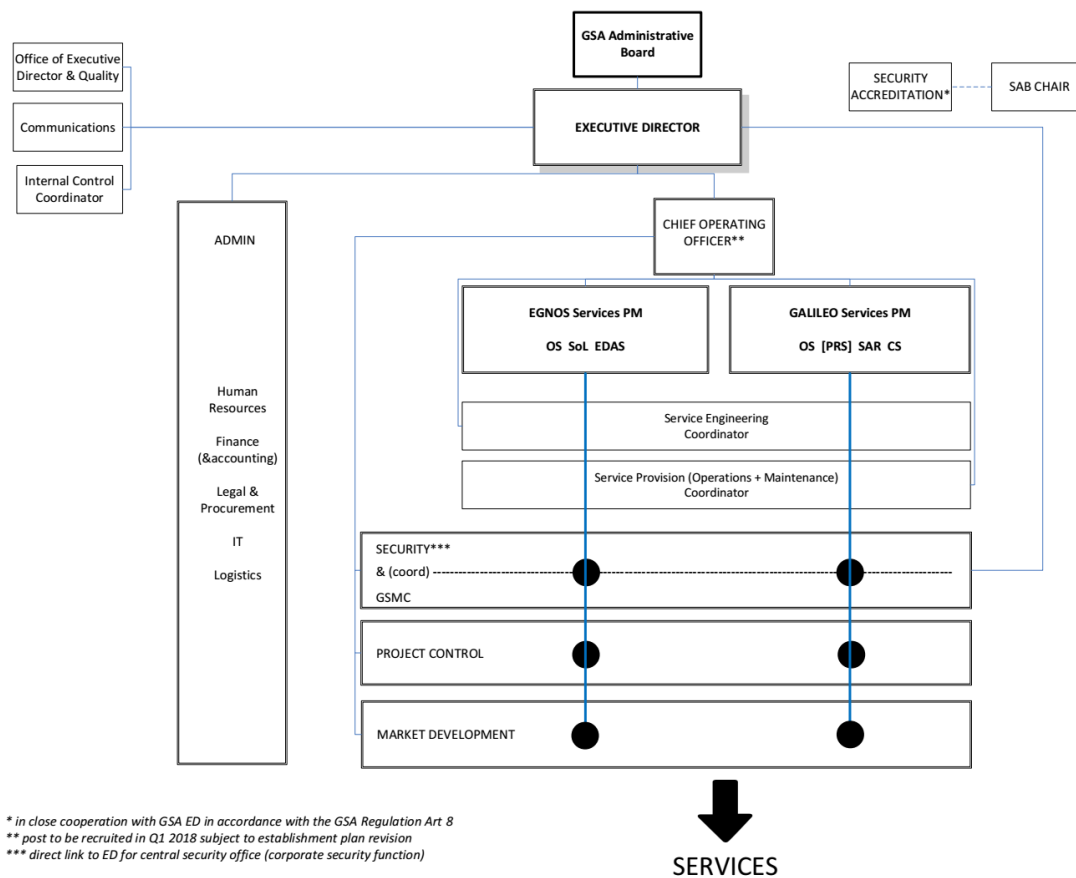 GSA Administrative
Board
Office of Executive
Director & Quality
SECURITY
ACCREDITATION*
SAB CHAIR
Communications
EXECUTIVE DIRECTOR
Internal Control
Coordinator
ADMIN
CHIEF OPERATING
OFFICER**
EGNOS Services PM
OS SoL EDAS
GALILEO Services PM
OS [PRS] SAR CS
Human
Resources
Finance
(&accounting)
Legal &
Procurement
IT
Logistics
Service Engineering
Coordinator
Service Provision (Operations + Maintenance)
Coordinator
SECURITY***
& (coord)
GSMC
PROJECT CONTROL
MARKET DEVELOPMENT
* in close cooperation with GSA ED in accordance with the GSA Regulation Art 8
** post to be recruited in Q1 2018 subject to establishment plan revision
*** direct link to ED for central security office (corporate security function)
SERVICES